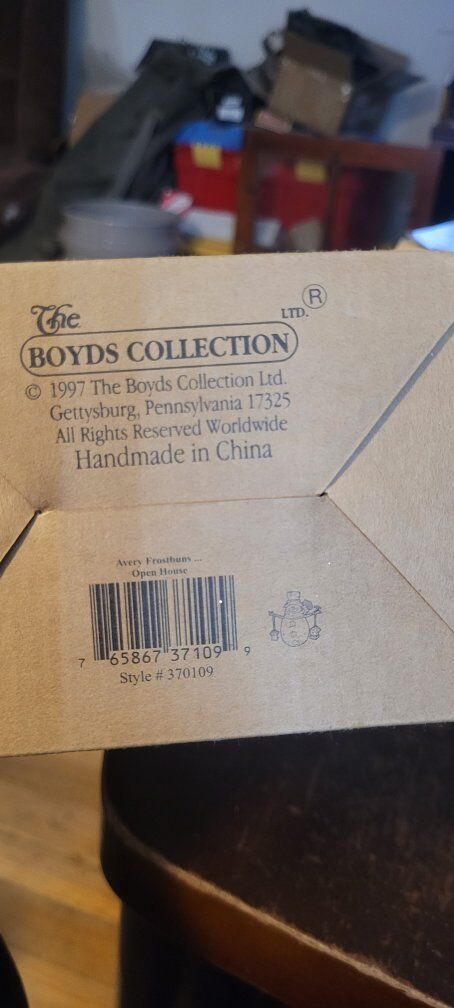 The
LTD. ®
BOYDS COLLECTION
© 1997 The Boyds Collection Ltd.
Gettysburg, Pennsylvania 17325
All Rights Reserved Worldwide
Handmade in China
Avery Frostbuns ...
Open House
7 65867 37109 9
Style # 370109